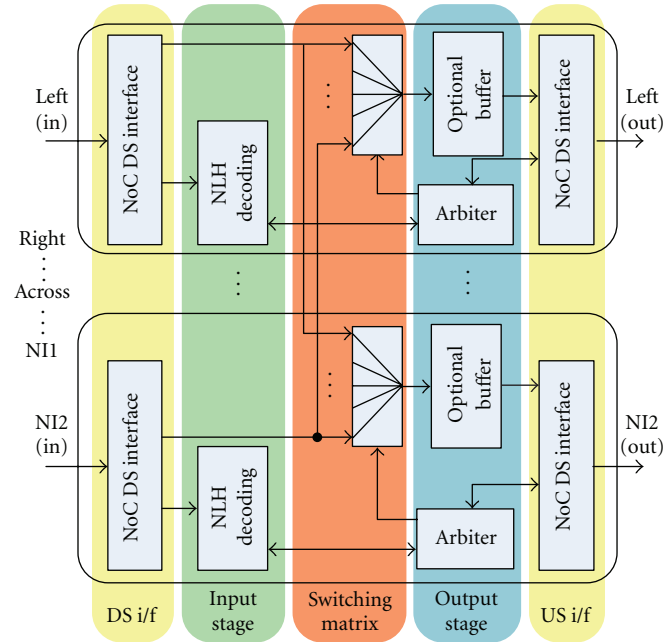 Left
(in)
NoC DS interface
NLH
decoding
Optional
buffer
Arbiter
NoC DS interface
Left
(out)
Right
Across
NI1
NI2
(in)
NoC DS interface
NLH
decoding
Optional
buffer
Arbiter
NoC DS interface
NI2
(out)
DS i/f
Input
stage
Switching
matrix
Output
stage
US i/f